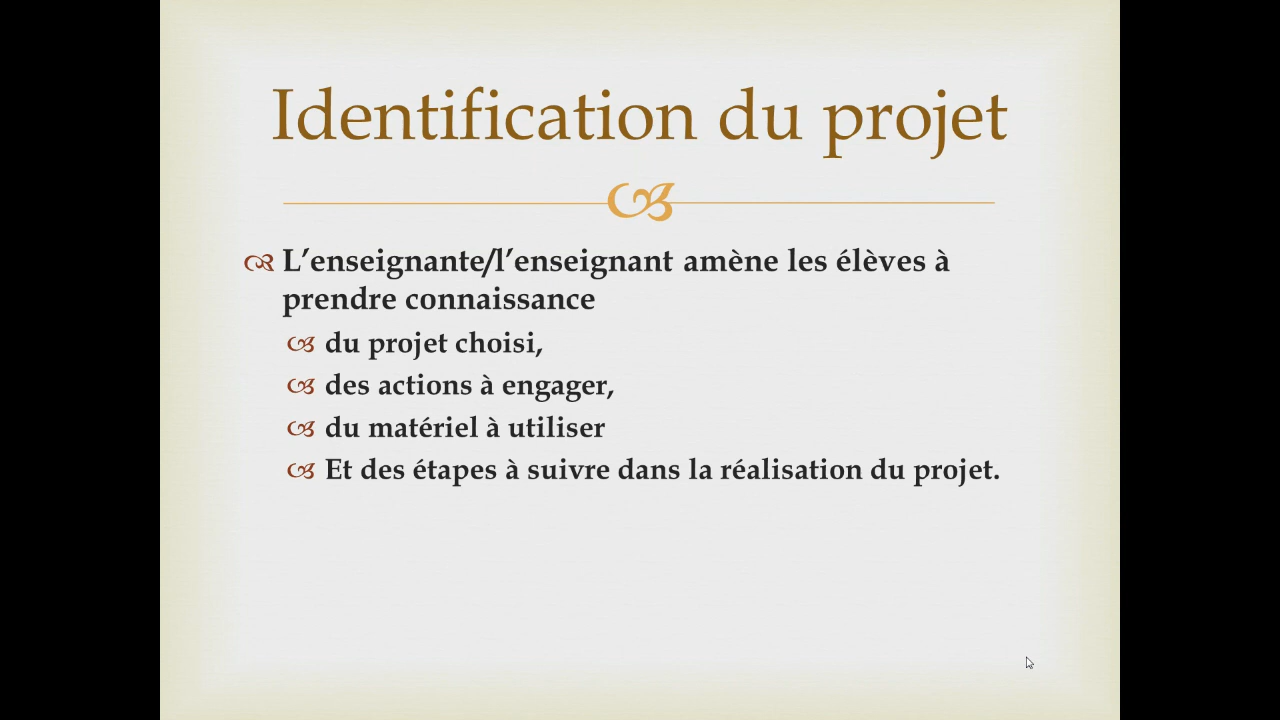 Identification du projet
L’enseignante/l’enseignant amène les élèves à
prendre connaissance
du projet choisi,
des actions à engager,
du matériel à utiliser
Et des étapes à suivre dans la réalisation du projet.